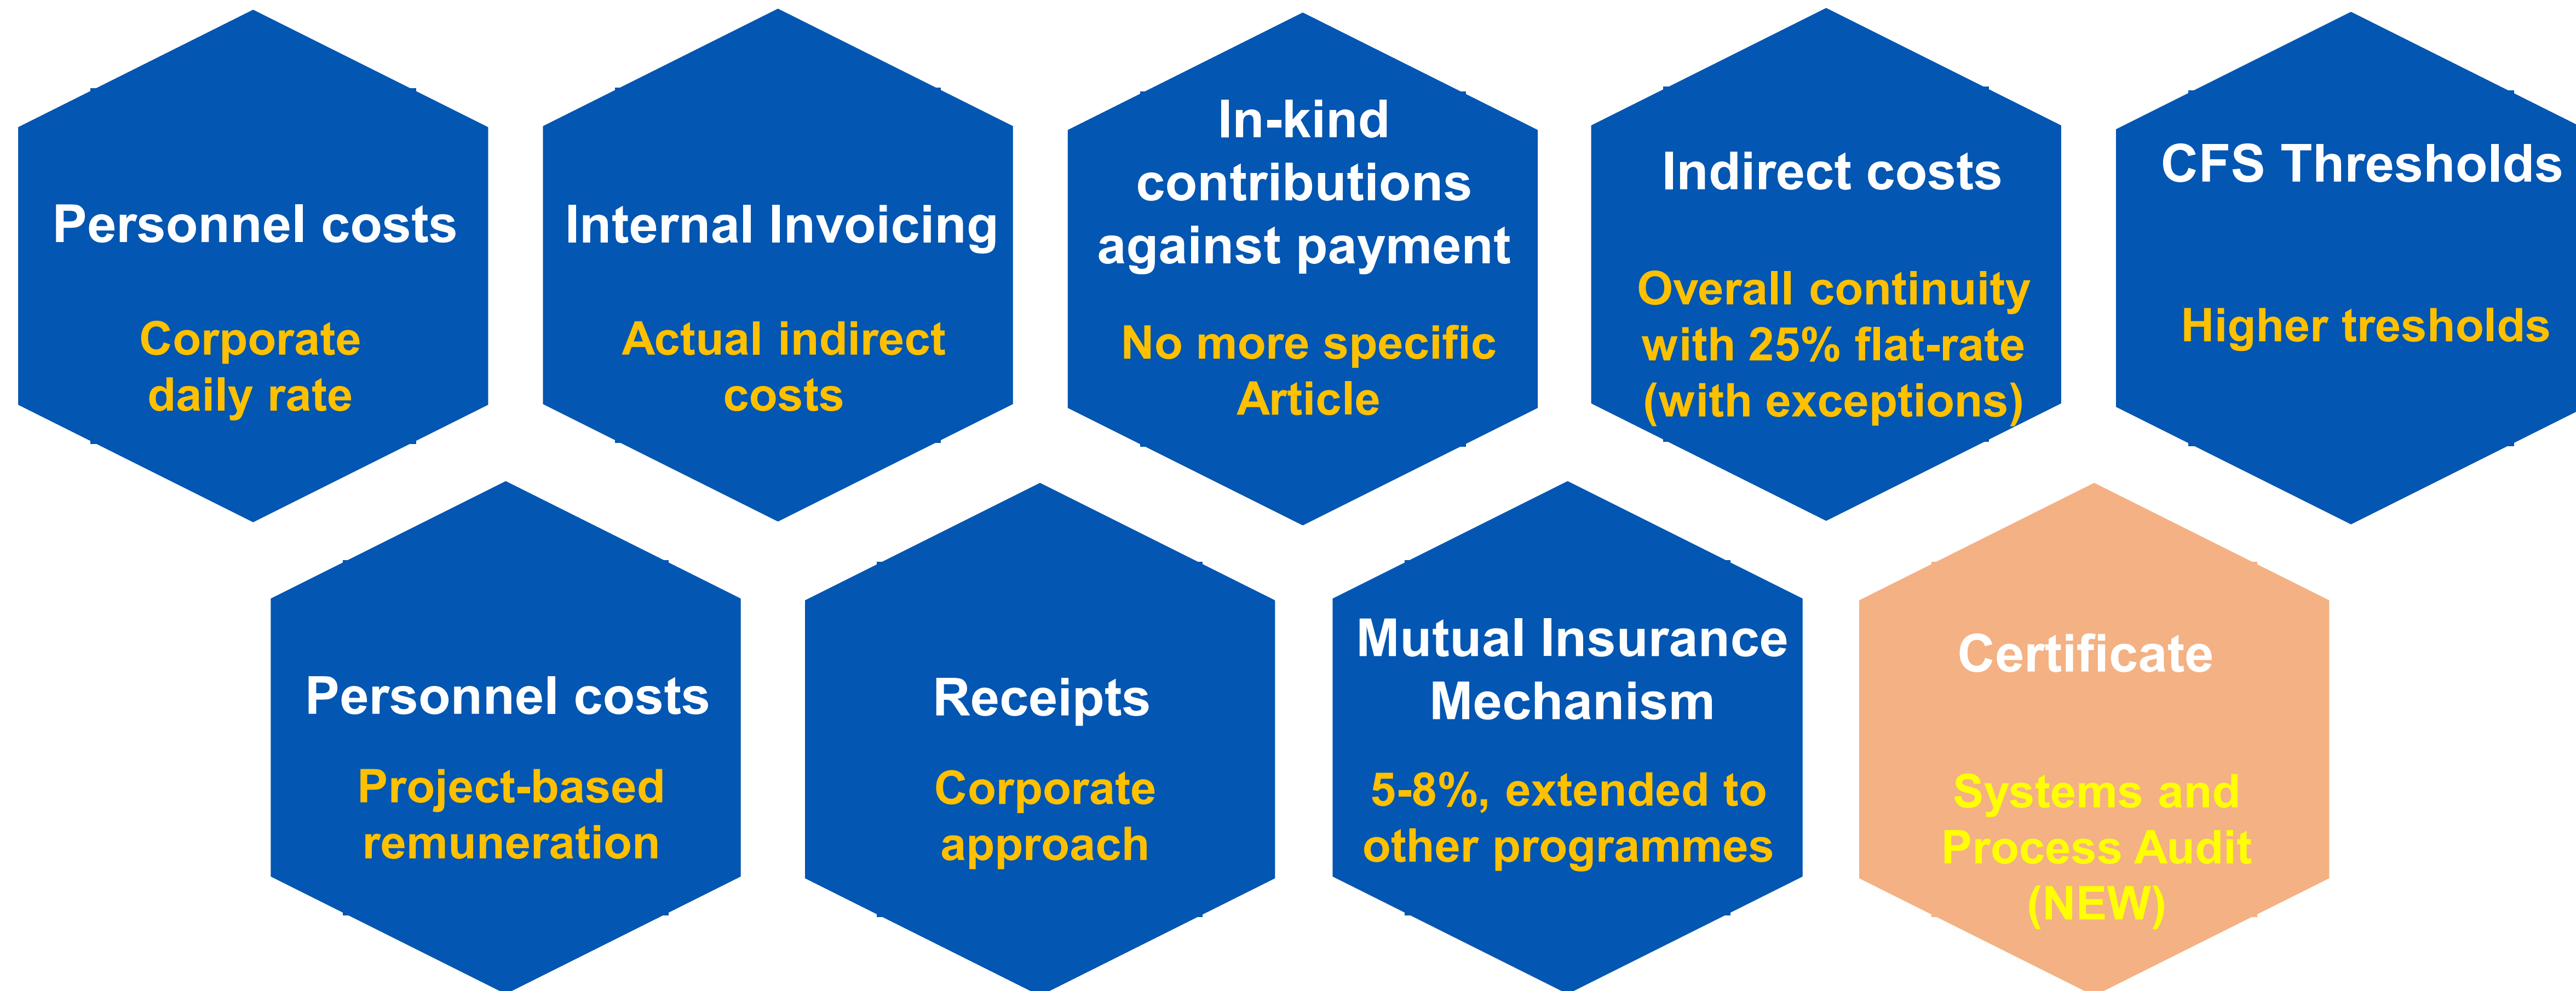 Personnel costs
Corporate
daily rate
Internal Invoicing
Actual indirect
costs
In-kind
contributions
against payment
No more specific
Article
Indirect costs
Overall continuity
with 25% flat-rate
(with exceptions)
CFS Thresholds
Higher tresholds
Personnel costs
Project-based
remuneration
Receipts
Corporate
approach
Mutual Insurance
Mechanism
5-8%, extended to
other programmes
Certificate
Systems and
Process Audit
(NEW)